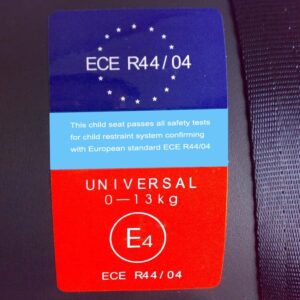 ECE R44/04
This child seat passes all safety tests
for child restraint system confirming
with European standard ECE R44/04
UNIVERSAL
0—13kg
E4
ECE R44/04